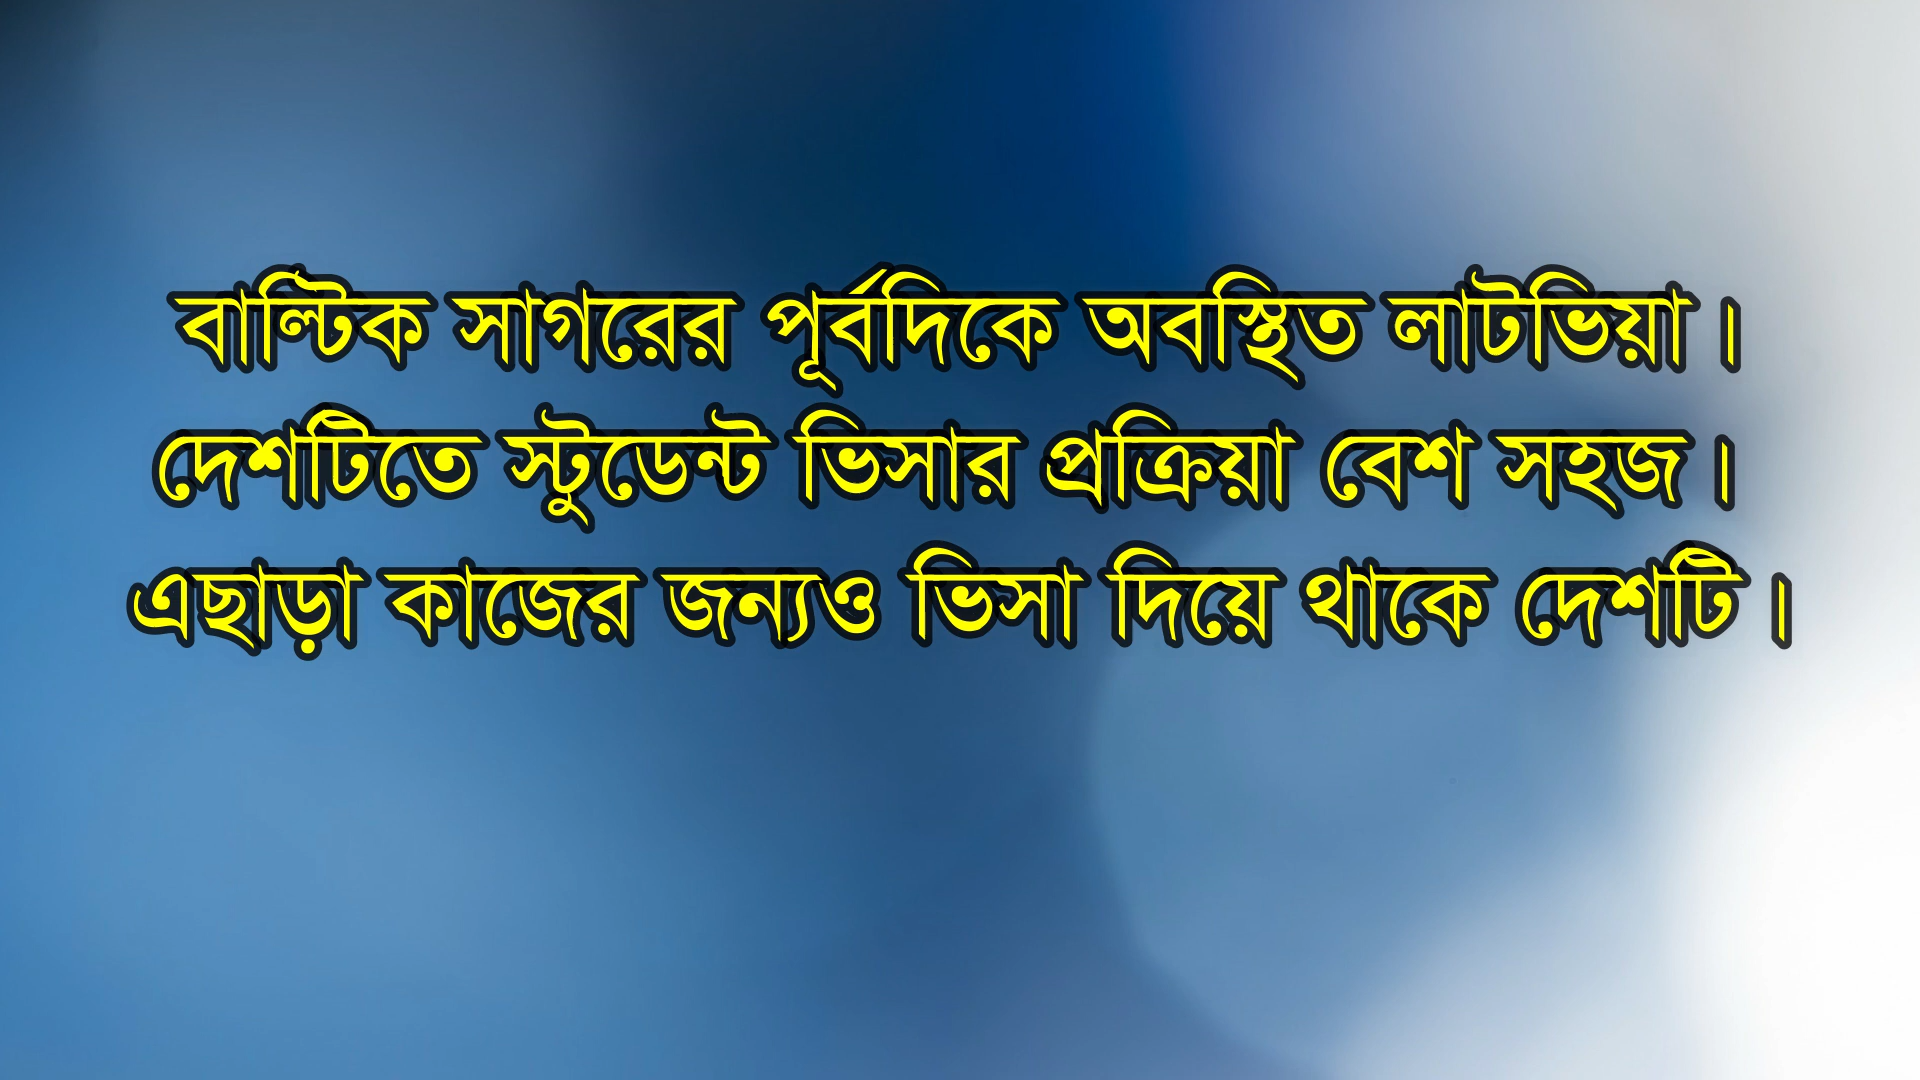 বাল্টিক সাগরের পূর্বদিকে অবস্থিত লাটভিয়া।
দেশটিতে স্টুডেন্ট ভিসার প্রক্রিয়া বেশ সহজ।
এছাড়া কাজের জন্যও ভিসা দিয়ে থাকে দেশটি।